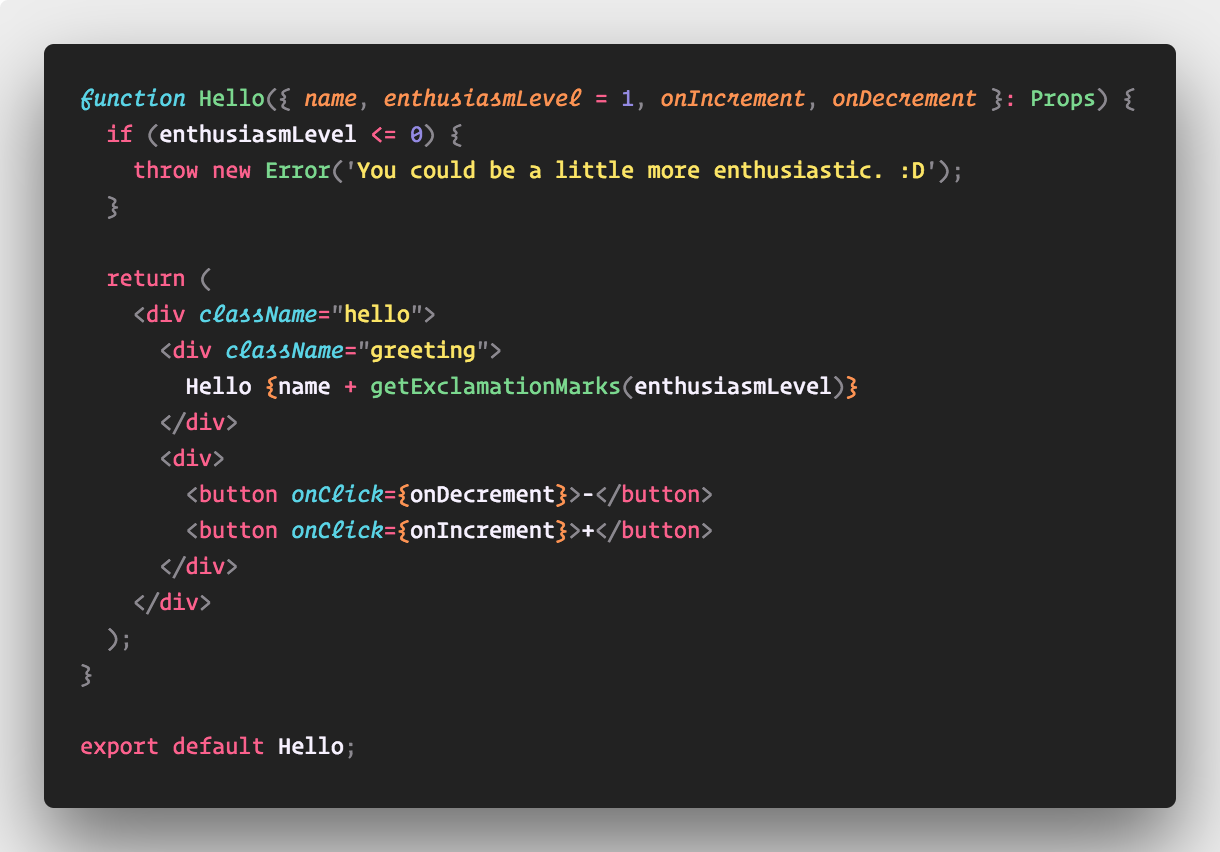 function Hello({ name, enthusiasmLevel = 1, onIncrement, onDecrement }: Props) {
  if (enthusiasmLevel <= 0) {
    throw new Error('You could be a little more enthusiastic. :D');
  }

  return (
    <div className="hello">
      <div className="greeting">
        Hello {name + getExclamationMarks(enthusiasmLevel)}
      </div>
      <div>
        <button onClick={onDecrement}>-</button>
        <button onClick={onIncrement}>+</button>
      </div>
    </div>
  );
}

export default Hello;